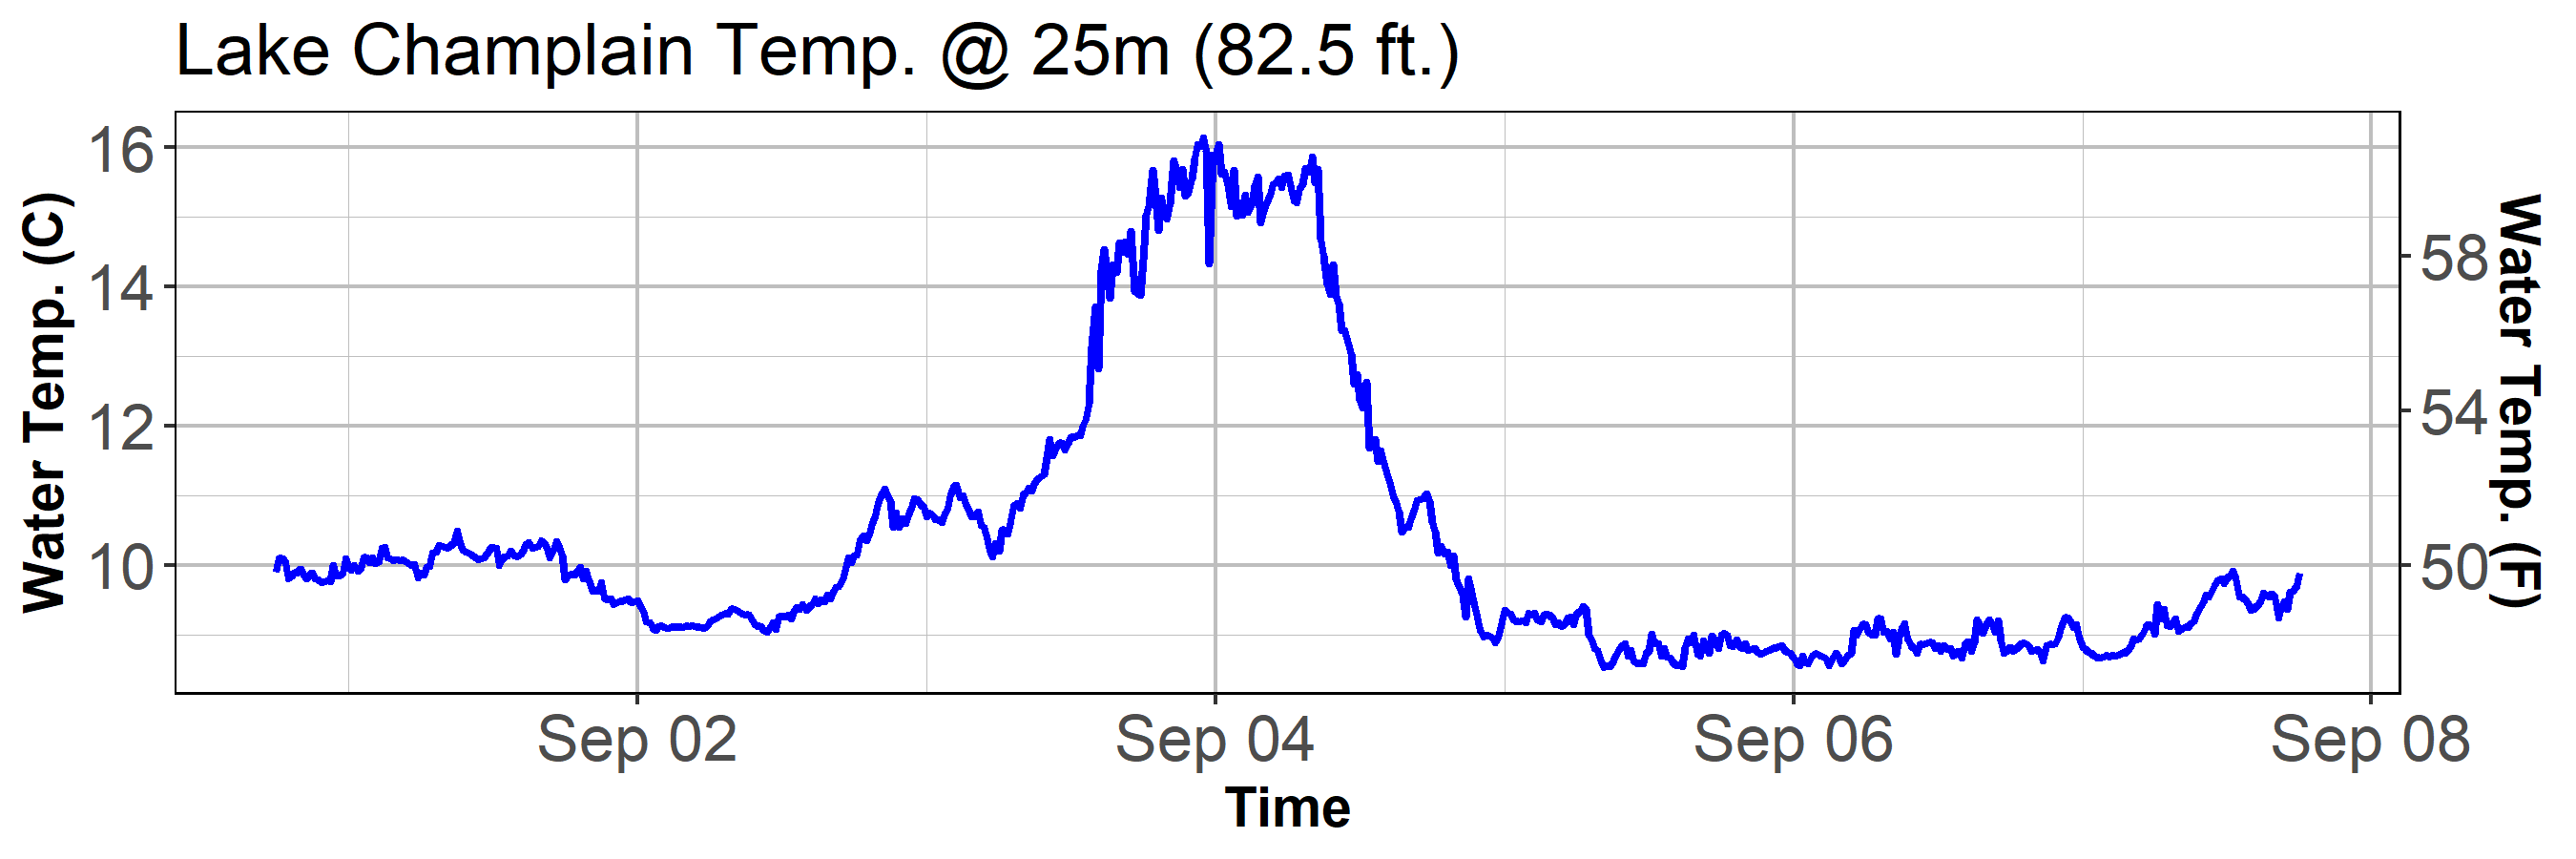 Lake Champlain Temp. @ 25m (82.5 ft.)
Water Temp. (C)
16
14
12
10
58
54
50
Water Temp. (F)
Sep 02 Sep 04 Sep 06 Sep 08
Time